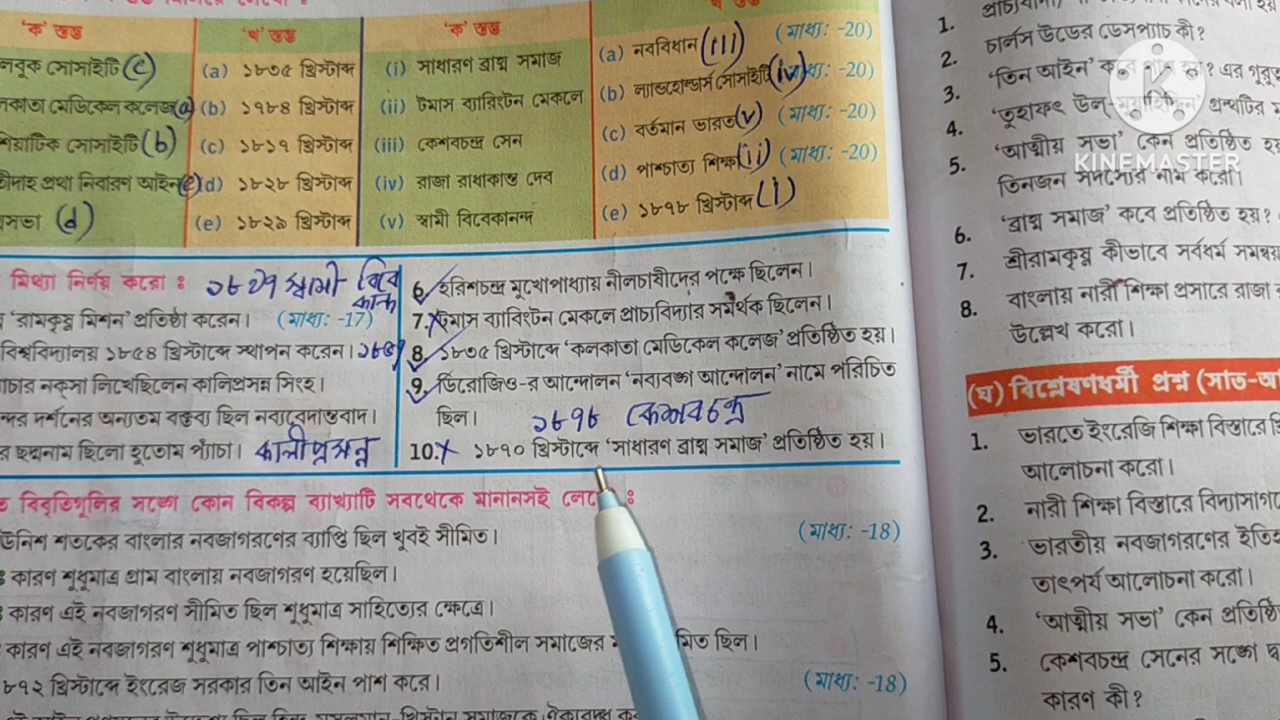 'ক' স্তম্ভ
'খ' স্তম্ভ
'ক' স্তম্ভ
লবুক সোসাইটি (c)
(a) ১৮৩৫ খ্রিস্টাব্দ
(i) সাধারণ ব্রাহ্ম সমাজ
(a) নববিধান (iii) (মাধ্য: -20)
লকাতা মেডিকেল কলেজ (a)
(b) ১৭৮৪ খ্রিস্টাব্দ
(ii) টমাস ব্যারিংটন মেকলে
(b) ল্যান্ডহোল্ডার্স সোসাইটি (iv) (মাধ্য: -20)
শিয়াটিক সোসাইটি (b)
(c) ১৮১৭ খ্রিস্টাব্দ
(iii) কেশবচন্দ্র সেন
(c) বর্তমান ভারত (v) (মাধ্য: -20)
তীদাহ প্রথা নিবারণ আইন (e)
(d) ১৮২৮ খ্রিস্টাব্দ
(iv) রাজা রাধাকান্ত দেব
(d) পাশ্চাত্য শিক্ষা (ii) (মাধ্য: -20)
সভা (d)
(e) ১৮২৯ খ্রিস্টাব্দ
(v) স্বামী বিবেকানন্দ
(e) ১৮৭৮ খ্রিস্টাব্দ (i)
মিথ্যা নির্ণয় করো : ১৮৯৭ স্বামী বিবে
কানন্দ
'রামকৃষ্ণ মিশন' প্রতিষ্ঠা করেন। (মাধ্য: -17)
বিশ্ববিদ্যালয় ১৮৫৪ খ্রিস্টাব্দে স্থাপন করেন। ১৮৫৭
প্যাঁচার নক্সা লিখেছিলেন কালিপ্রসন্ন সিংহ।
ন্দর দর্শনের অন্যতম বক্তব্য ছিল নব্যবেদান্তবাদ।
র ছদ্মনাম ছিলো হুতোম প্যাঁচা। কালীপ্রসন্ন
6. হরিশচন্দ্র মুখোপাধ্যায় নীলচাষীদের পক্ষে ছিলেন।
7. টমাস ব্যাবিংটন মেকলে প্রাচ্যবিদ্যার সমর্থক ছিলেন।
8. ১৮৩৫ খ্রিস্টাব্দে 'কলকাতা মেডিকেল কলেজ' প্রতিষ্ঠিত হয়।
9. ডিরোজিও-র আন্দোলন 'নব্যবঙ্গ আন্দোলন' নামে পরিচিত
ছিল। ১৮৭৮ কেশবচন্দ্র
10. ১৮৭০ খ্রিস্টাব্দে 'সাধারণ ব্রাহ্ম সমাজ' প্রতিষ্ঠিত হয়।
ত বিবৃতিগুলির সঙ্গে কোন বিকল্প ব্যাখ্যাটি সবথেকে মানানসই লেখো :
উনিশ শতকের বাংলার নবজাগরণের ব্যাপ্তি ছিল খুবই সীমিত। (মাধ্য: -18)
কারণ শুধুমাত্র গ্রাম বাংলায় নবজাগরণ হয়েছিল।
কারণ এই নবজাগরণ সীমিত ছিল শুধুমাত্র সাহিত্যের ক্ষেত্রে।
কারণ এই নবজাগরণ শুধুমাত্র পাশ্চাত্য শিক্ষায় শিক্ষিত প্রগতিশীল সমাজের মিত ছিল।
৮৭২ খ্রিস্টাব্দে ইংরেজ সরকার তিন আইন পাশ করে। (মাধ্য: -18)
1.
চার্লস উডের ডেসপ্যাচ কী?
2.
'তিন আইন' এর গুরুত্ব
3.
'তুহাফৎ উল- গ্রন্থটির
4.
'আত্মীয় সভা' কেন প্রতিষ্ঠিত হয়
5.
তিনজন সদস্যের নাম করো।
6. 'ব্রাহ্ম সমাজ' কবে প্রতিষ্ঠিত হয়?
7. শ্রীরামকৃষ্ণ কীভাবে সর্বধর্ম সমন্বয়
8. বাংলায় নারী শিক্ষা প্রসারে রাজা
উল্লেখ করো।
(ঘ) বিশ্লেষণধর্মী প্রশ্ন (সাত-আ
1. ভারতে ইংরেজি শিক্ষা বিস্তারে
আলোচনা করো।
2. নারী শিক্ষা বিস্তারে বিদ্যাসাগ
3. ভারতীয় নবজাগরণের ইতি
তাৎপর্য আলোচনা করো।
4. 'আত্মীয় সভা' কেন প্রতিষ্ঠি
5. কেশবচন্দ্র সেনের সঙ্গে
কারণ কী?
KINEMASTER